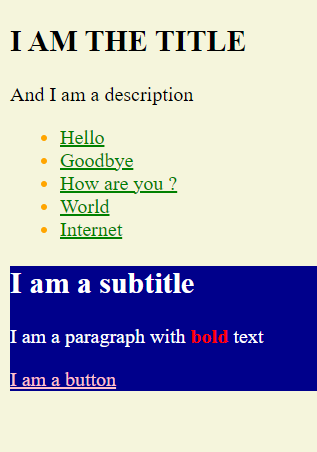 I AM THE TITLE
And I am a description
Hello
Goodbye
How are you ?
World
Internet
I am a subtitle
I am a paragraph with bold text
I am a button